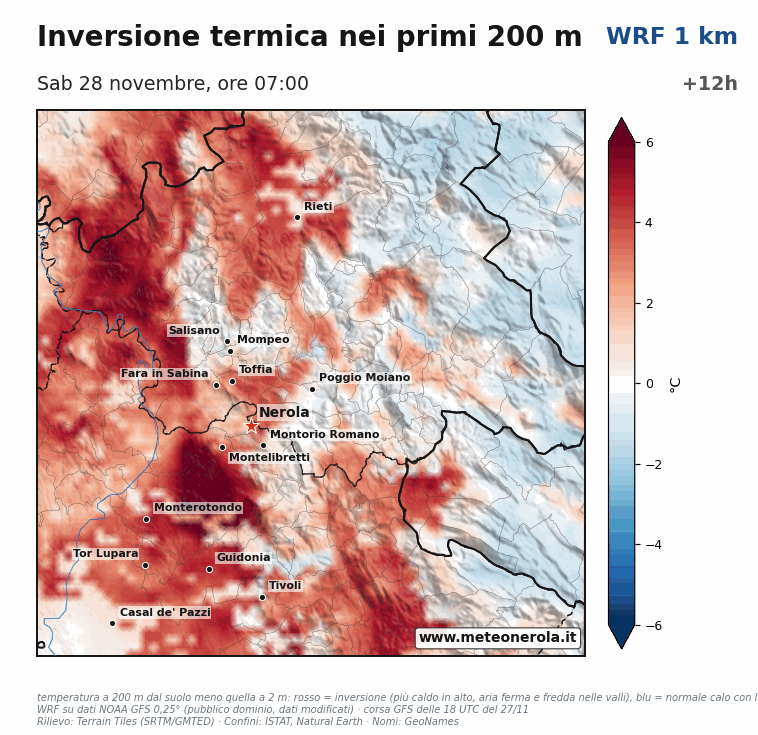 Inversione termica nei primi 200 m WRF 1 km
Sab 28 novembre, ore 07:00 +12h
Rieti
Salisano
Mompeo
Fara in Sabina
Toffia
Poggio Moiano
Nerola
Montorio Romano
Montelibretti
Monterotondo
Tor Lupara
Guidonia
Tivoli
Casal de' Pazzi
www.meteonerola.it
6
4
2
0
−2
−4
−6
°C
temperatura a 200 m dal suolo meno quella a 2 m: rosso = inversione (più caldo in alto, aria ferma e fredda nelle valli), blu = normale calo con
WRF su dati NOAA GFS 0,25° (pubblico dominio, dati modificati) · corsa GFS delle 18 UTC del 27/11
Rilievo: Terrain Tiles (SRTM/GMTED) · Confini: ISTAT, Natural Earth · Nomi: GeoNames